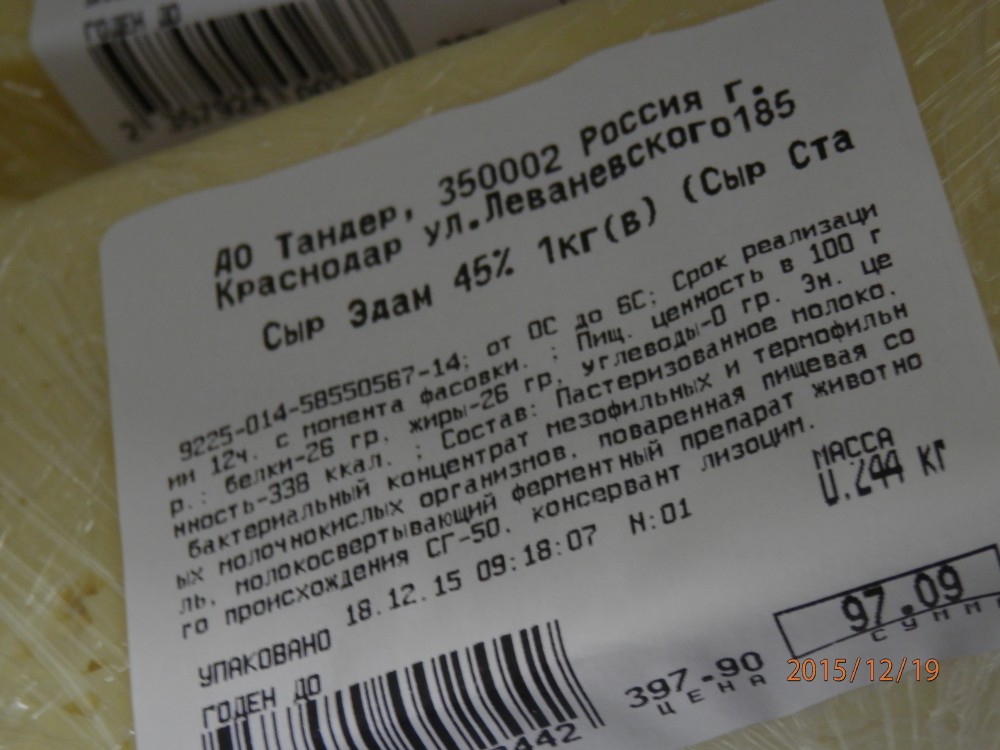 ГОДЕН ДО
АО Тандер, 350002 Россия г.
Краснодар ул.Леваневского185
Сыр Эдам 45% 1кг(в) (Сыр Ста
9225-014-58550567-14; от 0С до 6С; Срок реализаци
ии 12ч. с момента фасовки. ; Пищ. ценность в 100 г
р.: белки-26 гр, жиры-26 гр, углеводы-0 гр. Эн. це
нность-338 ккал. ; Состав: Пастеризованное молоко,
бактериальный концентрат мезофильных и термофильн
ых молочнокислых организмов, поваренная пищевая со
ль, молокосвертывающий ферментный препарат животно
го происхождения СГ-50, консервант лизоцим.
МАССА
0.244 КГ
УПАКОВАНО 18.12.15 09:18:07 N:01
ГОДЕН ДО
97.09
СУММА
397-90
ЦЕНА
442
2015/12/19